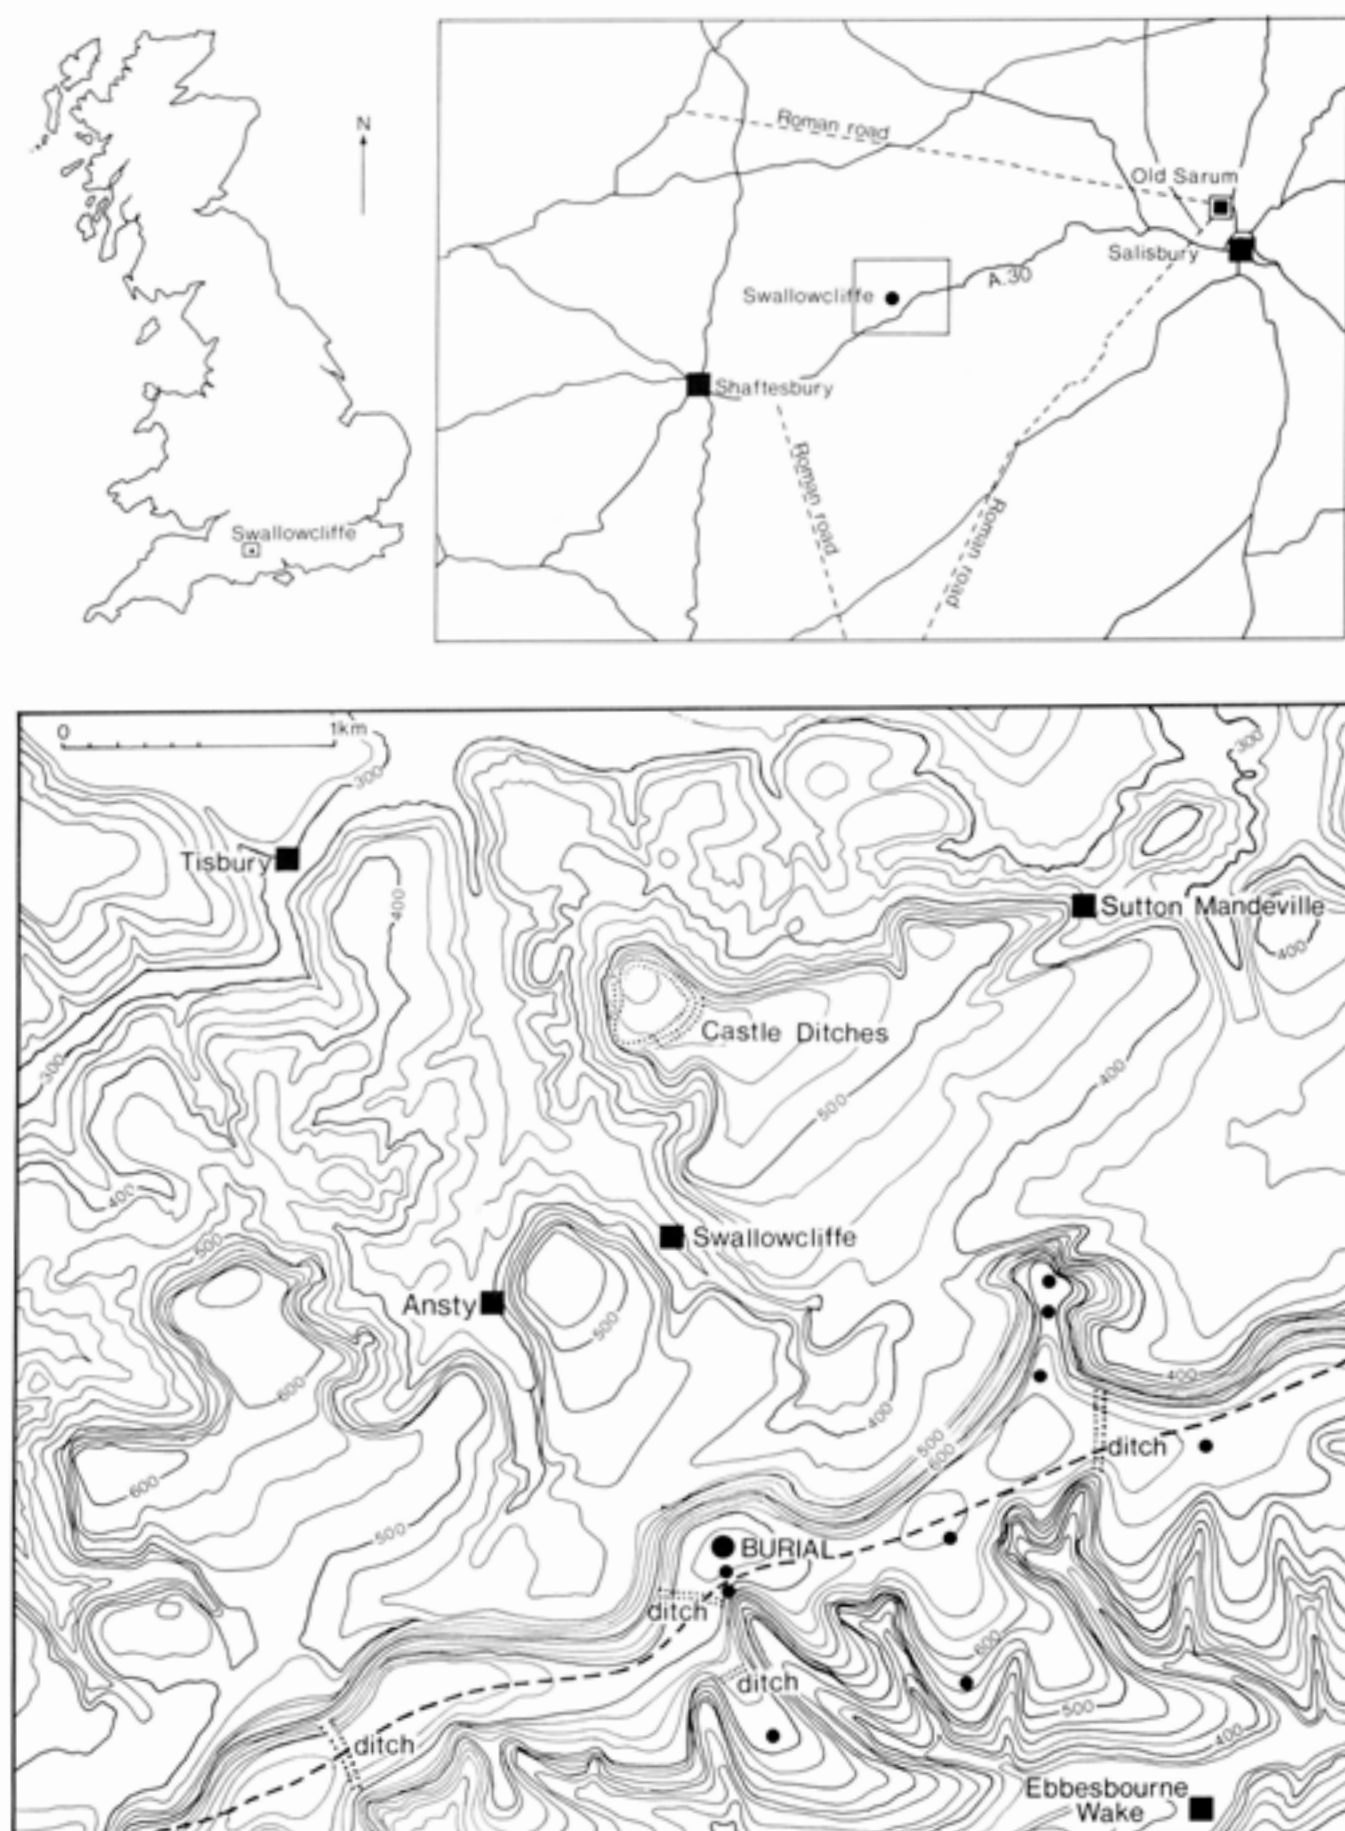 N
Swallowcliffe
Roman road
Old Sarum
Salisbury
A.30
Swallowcliffe
Shaftesbury
Roman road
Roman road
0
1km
300
300
Tisbury
400
Sutton Mandeville
400
Castle Ditches
300
400
500
400
500
Swallowcliffe
Ansty
500
600
400
400
500
600
ditch
600
500
BURIAL
ditch
600
ditch
500
400
ditch
Ebbesbourne
Wake